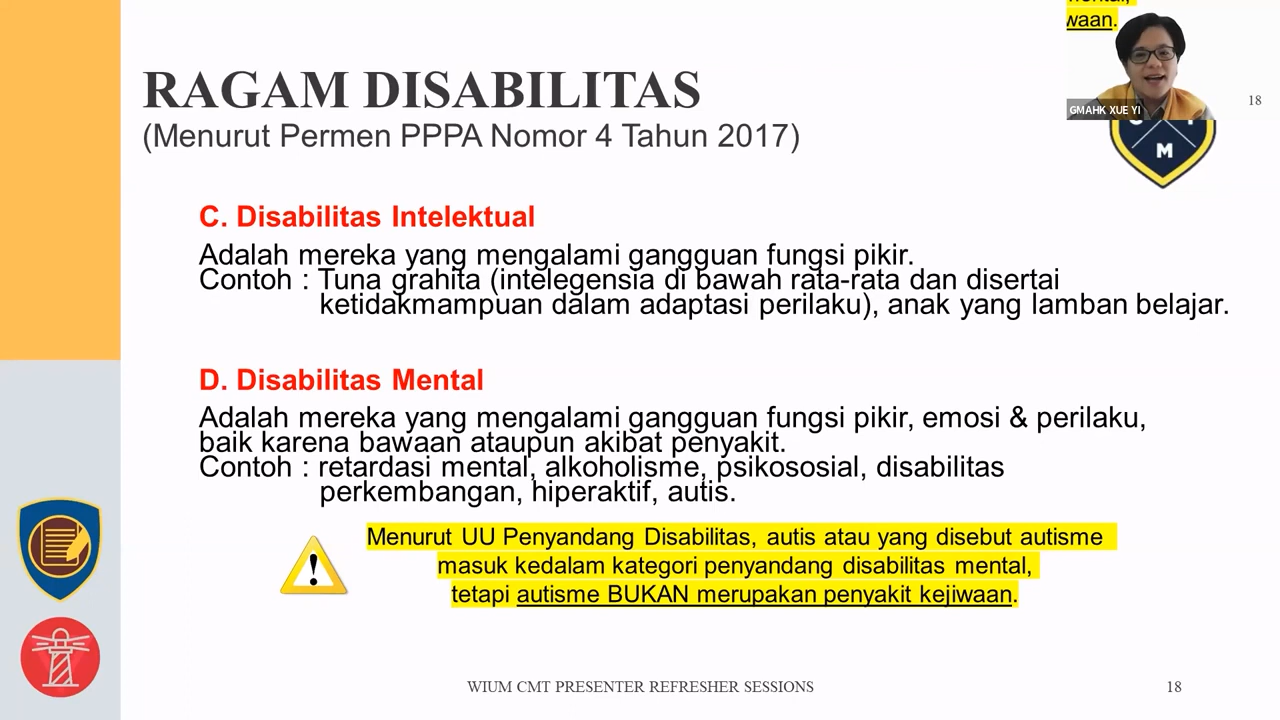 waan.
GMAHK XUE YI
18
M
RAGAM DISABILITAS
(Menurut Permen PPPA Nomor 4 Tahun 2017)
C. Disabilitas Intelektual
Adalah mereka yang mengalami gangguan fungsi pikir.
Contoh : Tuna grahita (intelegensia di bawah rata-rata dan disertai
ketidakmampuan dalam adaptasi perilaku), anak yang lamban belajar.
D. Disabilitas Mental
Adalah mereka yang mengalami gangguan fungsi pikir, emosi & perilaku,
baik karena bawaan ataupun akibat penyakit.
Contoh : retardasi mental, alkoholisme, psikososial, disabilitas
perkembangan, hiperaktif, autis.
Menurut UU Penyandang Disabilitas, autis atau yang disebut autisme
masuk kedalam kategori penyandang disabilitas mental,
tetapi autisme BUKAN merupakan penyakit kejiwaan.
WIUM CMT PRESENTER REFRESHER SESSIONS
18